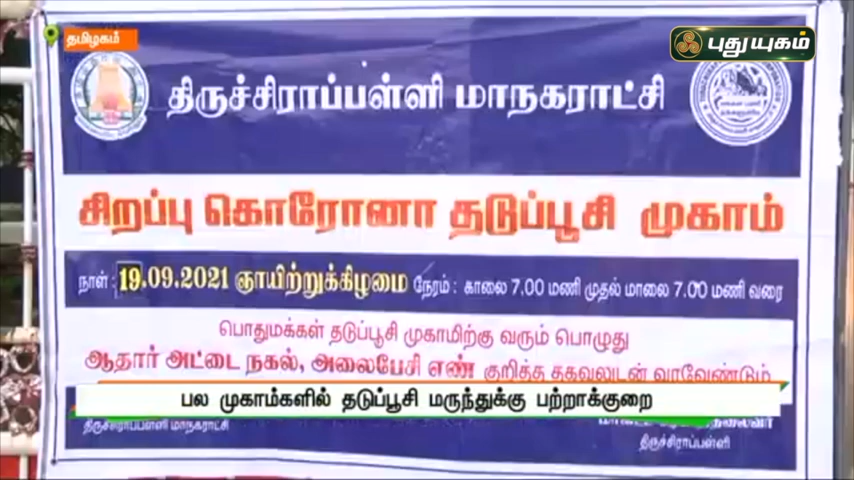 தமிழகம்
புதுயுகம்
திருச்சிராப்பள்ளி மாநகராட்சி
சிறப்பு கொரோனா தடுப்பூசி முகாம்
நாள் : 19.09.2021 ஞாயிற்றுக்கிழமை நேரம் : காலை 7.00 மணி முதல் மாலை 7.00 மணி வரை
பொதுமக்கள் தடுப்பூசி முகாமிற்கு வரும் பொழுது
ஆதார் அட்டை நகல், அலைபேசி எண் குறித்த தகவலுடன் வரவேண்டும்
பல முகாம்களில் தடுப்பூசி மருந்துக்கு பற்றாக்குறை
திருச்சிராப்பள்ளி மாநகராட்சி
திருச்சிராப்பள்ளி